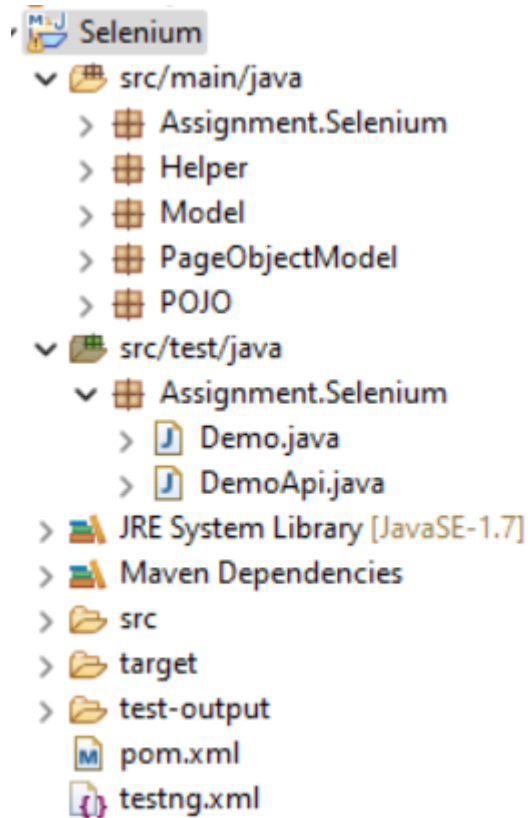 Selenium
src/main/java
Assignment.Selenium
Helper
Model
PageObjectModel
POJO
src/test/java
Assignment.Selenium
Demo.java
DemoApi.java
JRE System Library [JavaSE-1.7]
Maven Dependencies
src
target
test-output
pom.xml
testng.xml